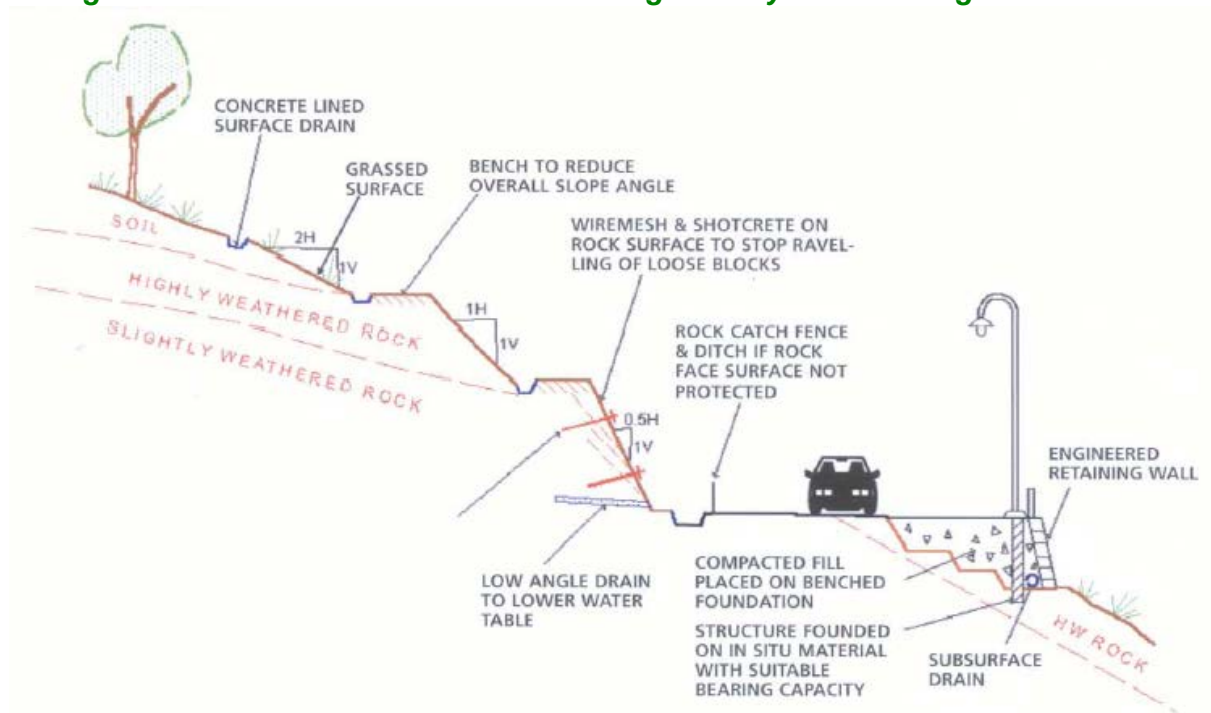 CONCRETE LINED
SURFACE DRAIN
GRASSED
SURFACE
BENCH TO REDUCE
OVERALL SLOPE ANGLE
WIREMESH & SHOTCRETE ON
ROCK SURFACE TO STOP RAVEL-
LING OF LOOSE BLOCKS
SOIL
2H
1V
HIGHLY WEATHERED ROCK
1H
1V
SLIGHTLY WEATHERED ROCK
ROCK CATCH FENCE
& DITCH IF ROCK
FACE SURFACE NOT
PROTECTED
0.5H
1V
ENGINEERED
RETAINING WALL
LOW ANGLE DRAIN
TO LOWER WATER
TABLE
COMPACTED FILL
PLACED ON BENCHED
FOUNDATION
STRUCTURE FOUNDED
ON IN SITU MATERIAL
WITH SUITABLE
BEARING CAPACITY
SUBSURFACE
DRAIN
HW ROCK